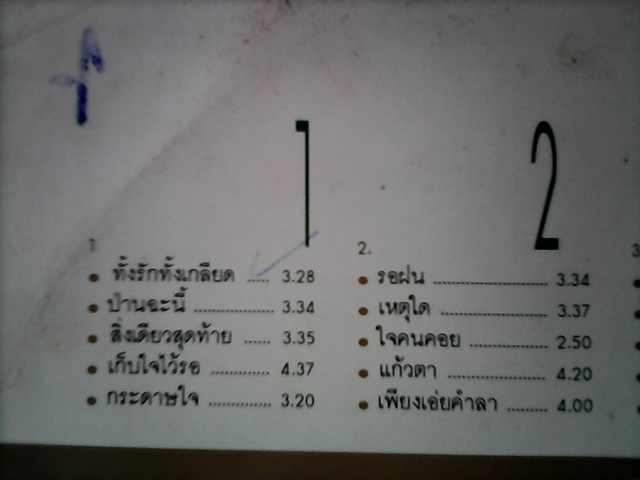 1
1
ทั้งรักทั้งเกลียด ..... 3.28
ป่านฉะนี้ ................. 3.34
สิ่งเดียวสุดท้าย ...... 3.35
เก็บใจไว้รอ ............. 4.37
กระดาษใจ ............. 3.20
2
2.
รอฝน .......................... 3.34
เหตุใด ......................... 3.37
ใจคนคอย ................... 2.50
แก้วตา ........................ 4.20
เพียงเอ่ยคำลา ......... 4.00
3